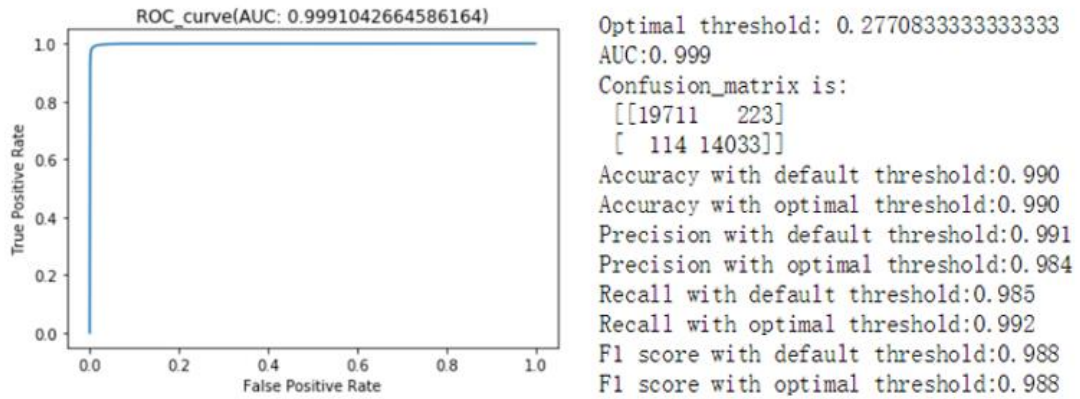 ROC_curve(AUC: 0.9991042664586164)
1.0
0.8
0.6
0.4
0.2
0.0
True Positive Rate
0.0 0.2 0.4 0.6 0.8 1.0
False Positive Rate
Optimal threshold: 0.2770833333333333
AUC:0.999
Confusion_matrix is:
[[19711 223]
[ 114 14033]]
Accuracy with default threshold:0.990
Accuracy with optimal threshold:0.990
Precision with default threshold:0.991
Precision with optimal threshold:0.984
Recall with default threshold:0.985
Recall with optimal threshold:0.992
F1 score with default threshold:0.988
F1 score with optimal threshold:0.988